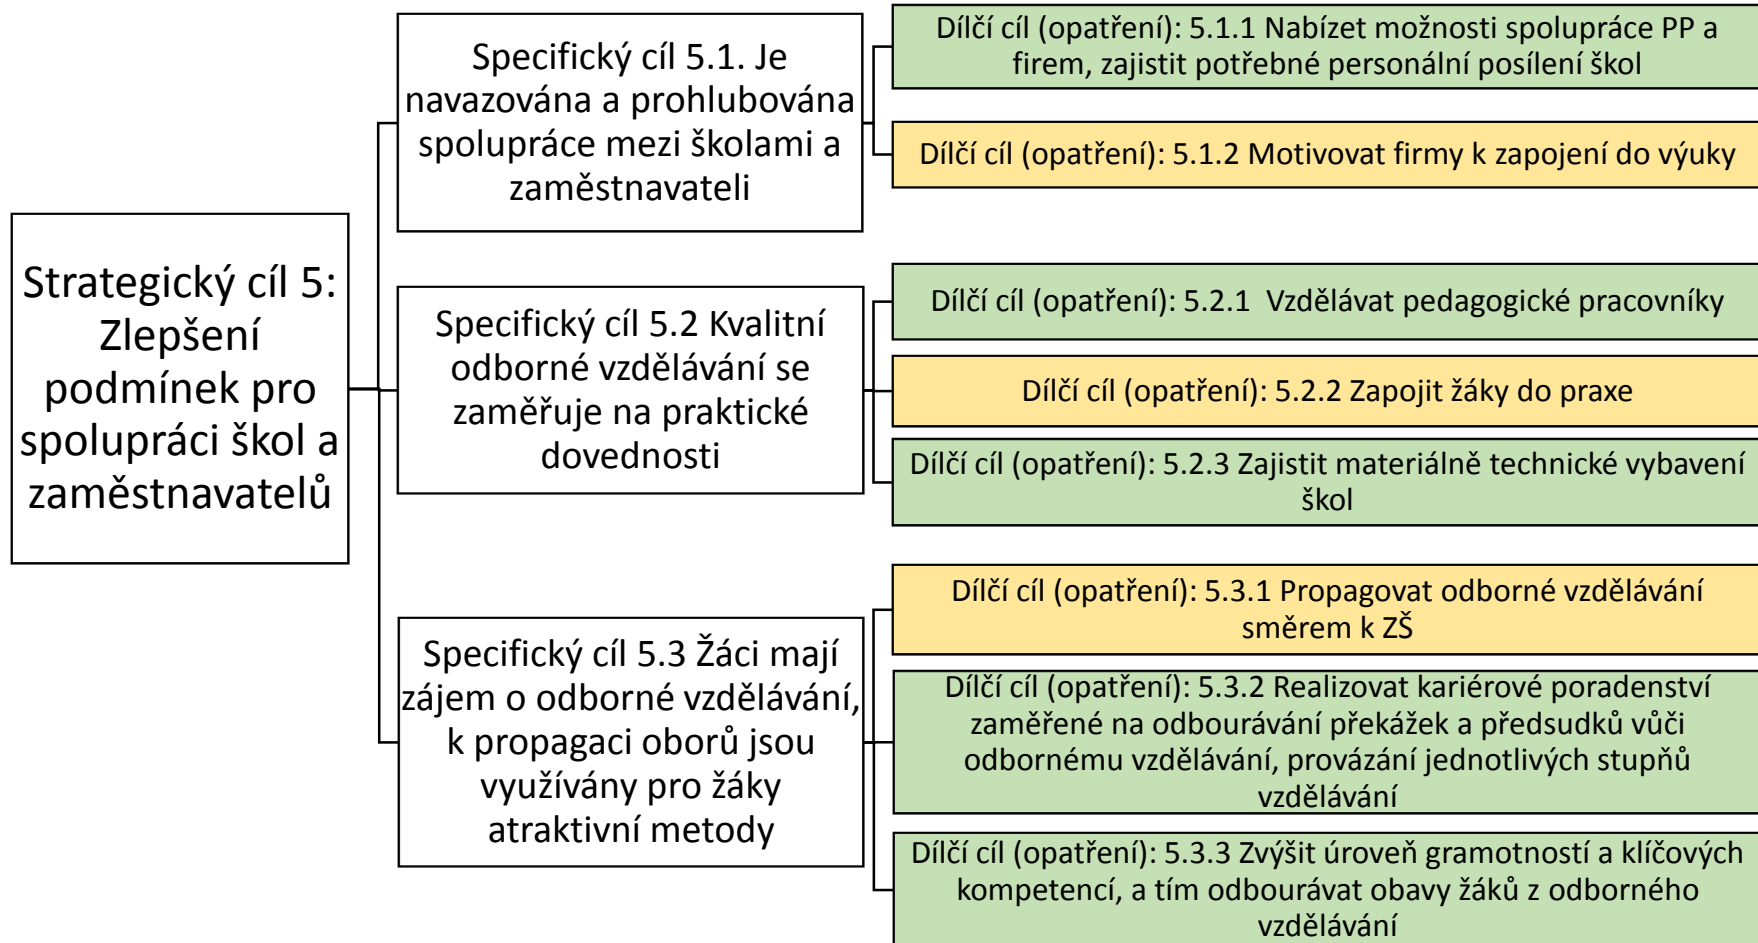 Strategický cíl 5:
Zlepšení
podmínek pro
spolupráci škol a
zaměstnavatelů
Specifický cíl 5.1. Je
navazována a prohlubována
spolupráce mezi školami a
zaměstnavateli
Dílčí cíl (opatření): 5.1.1 Nabízet možnosti spolupráce PP a
firem, zajistit potřebné personální posílení škol
Dílčí cíl (opatření): 5.1.2 Motivovat firmy k zapojení do výuky
Specifický cíl 5.2 Kvalitní
odborné vzdělávání se
zaměřuje na praktické
dovednosti
Dílčí cíl (opatření): 5.2.1  Vzdělávat pedagogické pracovníky
Dílčí cíl (opatření): 5.2.2 Zapojit žáky do praxe
Dílčí cíl (opatření): 5.2.3 Zajistit materiálně technické vybavení
škol
Specifický cíl 5.3 Žáci mají
zájem o odborné vzdělávání,
k propagaci oborů jsou
využívány pro žáky
atraktivní metody
Dílčí cíl (opatření): 5.3.1 Propagovat odborné vzdělávání
směrem k ZŠ
Dílčí cíl (opatření): 5.3.2 Realizovat kariérové poradenství
zaměřené na odbourávání překážek a předsudků vůči
odbornému vzdělávání, provázání jednotlivých stupňů
vzdělávání
Dílčí cíl (opatření): 5.3.3 Zvýšit úroveň gramotností a klíčových
kompetencí, a tím odbourávat obavy žáků z odborného
vzdělávání